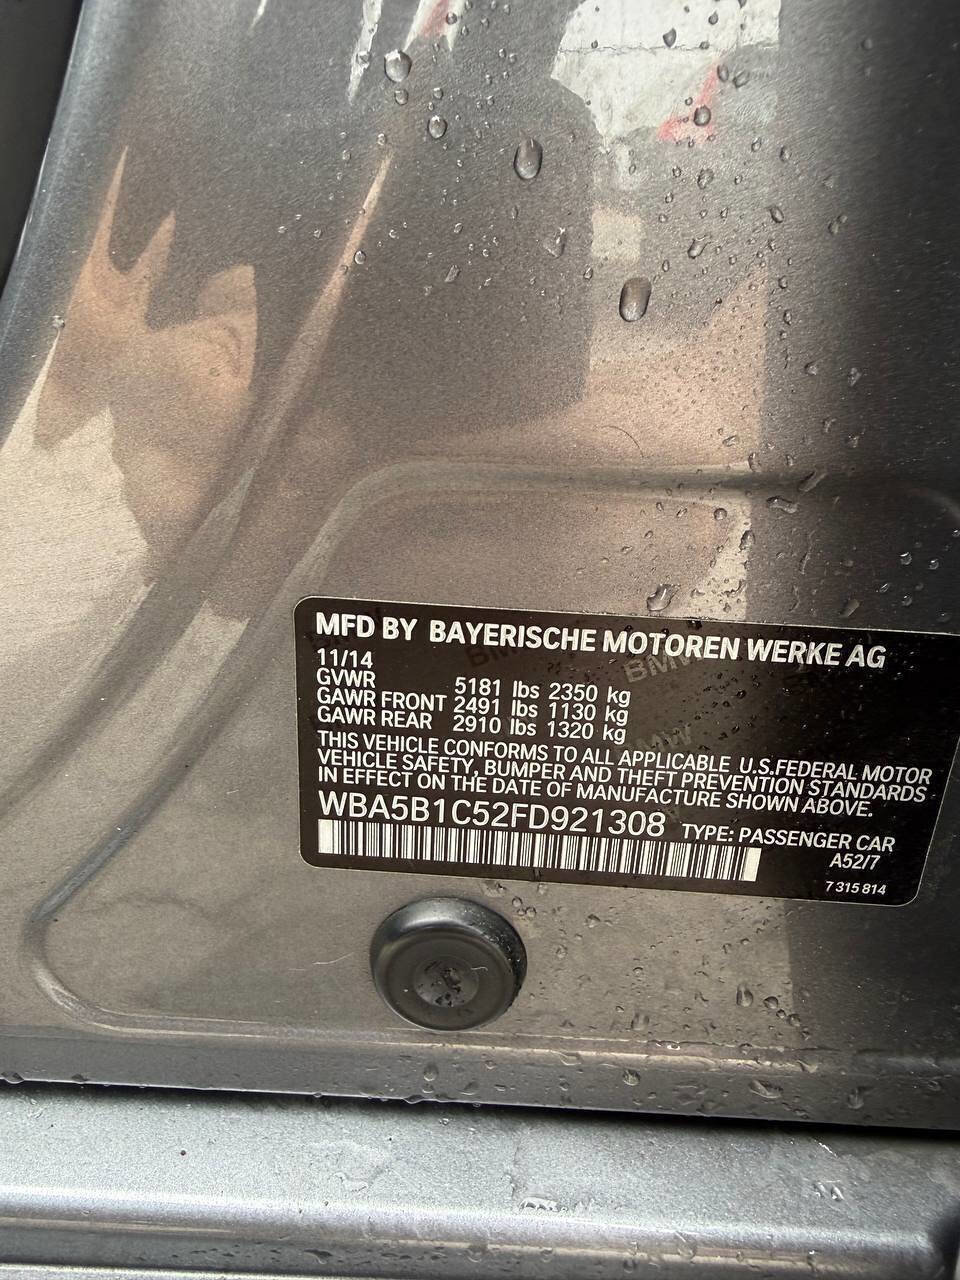 MFD BY BAYERISCHE MOTOREN WERKE AG
11/14
GVWR 5181 lbs 2350 kg
GAWR FRONT 2491 lbs 1130 kg
GAWR REAR 2910 lbs 1320 kg
THIS VEHICLE CONFORMS TO ALL APPLICABLE U.S.FEDERAL MOTOR
VEHICLE SAFETY, BUMPER AND THEFT PREVENTION STANDARDS
IN EFFECT ON THE DATE OF MANUFACTURE SHOWN ABOVE.
WBA5B1C52FD921308 TYPE: PASSENGER CAR
A52/7
7 315 814
BMW
BMW
BMW